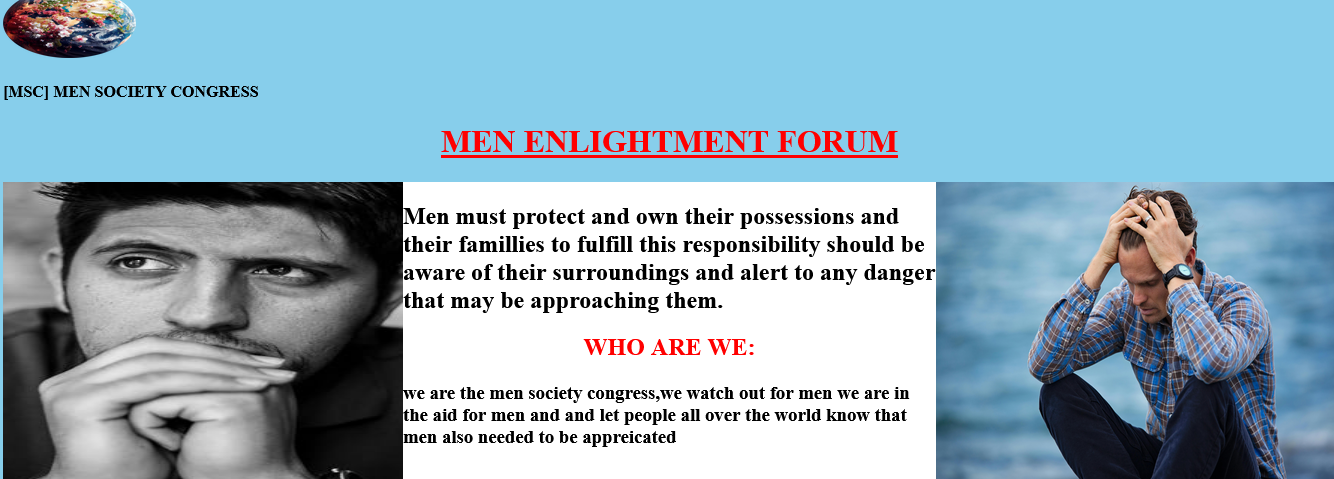 [MSC] MEN SOCIETY CONGRESS
MEN ENLIGHTMENT FORUM
Men must protect and own their possessions and
their famillies to fulfill this responsibility should be
aware of their surroundings and alert to any danger
that may be approaching them.
WHO ARE WE:
we are the men society congress,we watch out for men we are in
the aid for men and and let people all over the world know that
men also needed to be appreicated